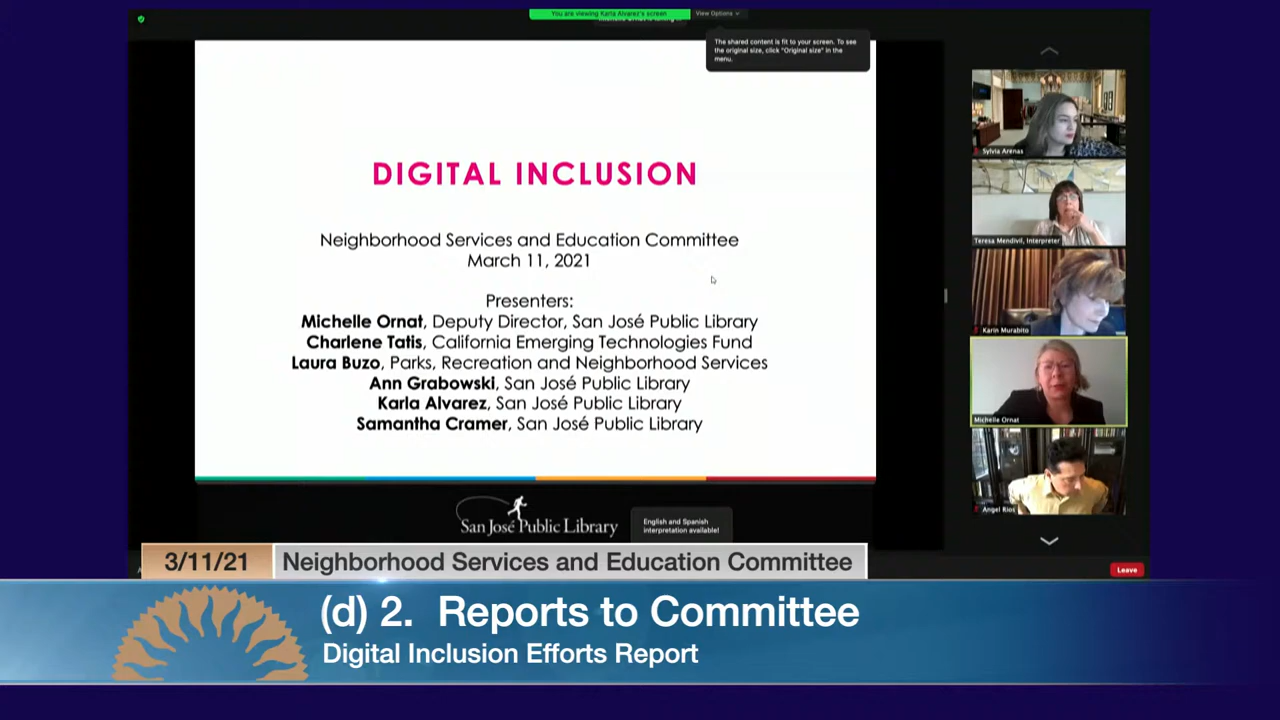 You are viewing Karla Alvarez's screen
View Options
The shared content is fit to your screen. To see
the original size, click "Original size" in the
menu.
DIGITAL INCLUSION
Neighborhood Services and Education Committee
March 11, 2021
Presenters:
Michelle Ornat, Deputy Director, San José Public Library
Charlene Tatis, California Emerging Technologies Fund
Laura Buzo, Parks, Recreation and Neighborhood Services
Ann Grabowski, San José Public Library
Karla Alvarez, San José Public Library
Samantha Cramer, San José Public Library
San José Public Library
English and Spanish
interpretation available!
Sylvia Arenas
Teresa Mendivil, Interpreter
Karin Murabito
Michelle Ornat
Angel Rios
Leave
3/11/21
Neighborhood Services and Education Committee
(d) 2. Reports to Committee
Digital Inclusion Efforts Report